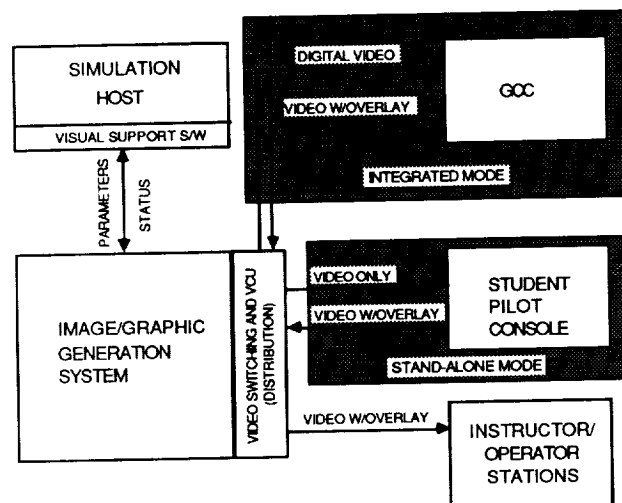 SIMULATION
HOST
VISUAL SUPPORT S/W
DIGITAL VIDEO
VIDEO W/OVERLAY
GCC
INTEGRATED MODE
PARAMETERS
STATUS
IMAGE/GRAPHIC
GENERATION
SYSTEM
VIDEO SWITCHING AND VCU
(DISTRIBUTION)
VIDEO ONLY
VIDEO W/OVERLAY
STUDENT
PILOT
CONSOLE
STAND-ALONE MODE
VIDEO W/OVERLAY
INSTRUCTOR/
OPERATOR
STATIONS